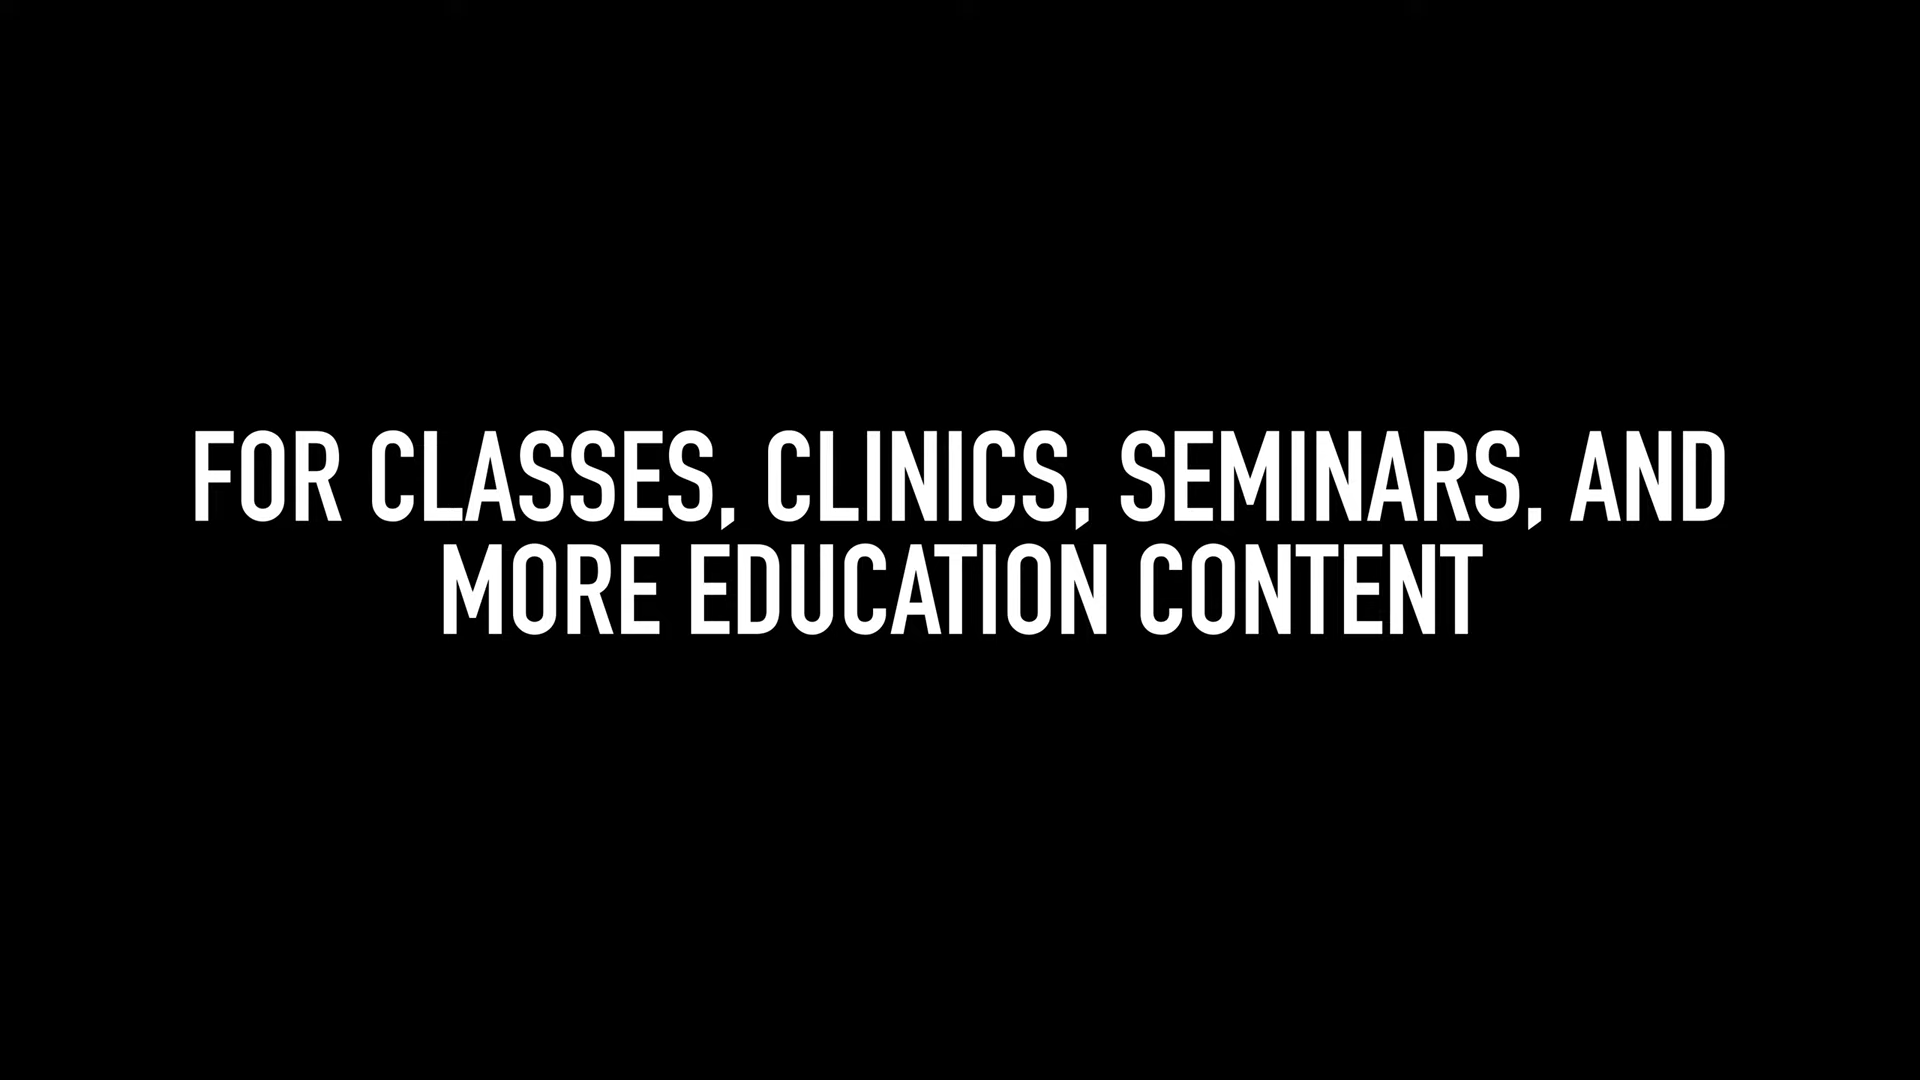 FOR CLASSES, CLINICS, SEMINARS, AND
MORE EDUCATION CONTENT